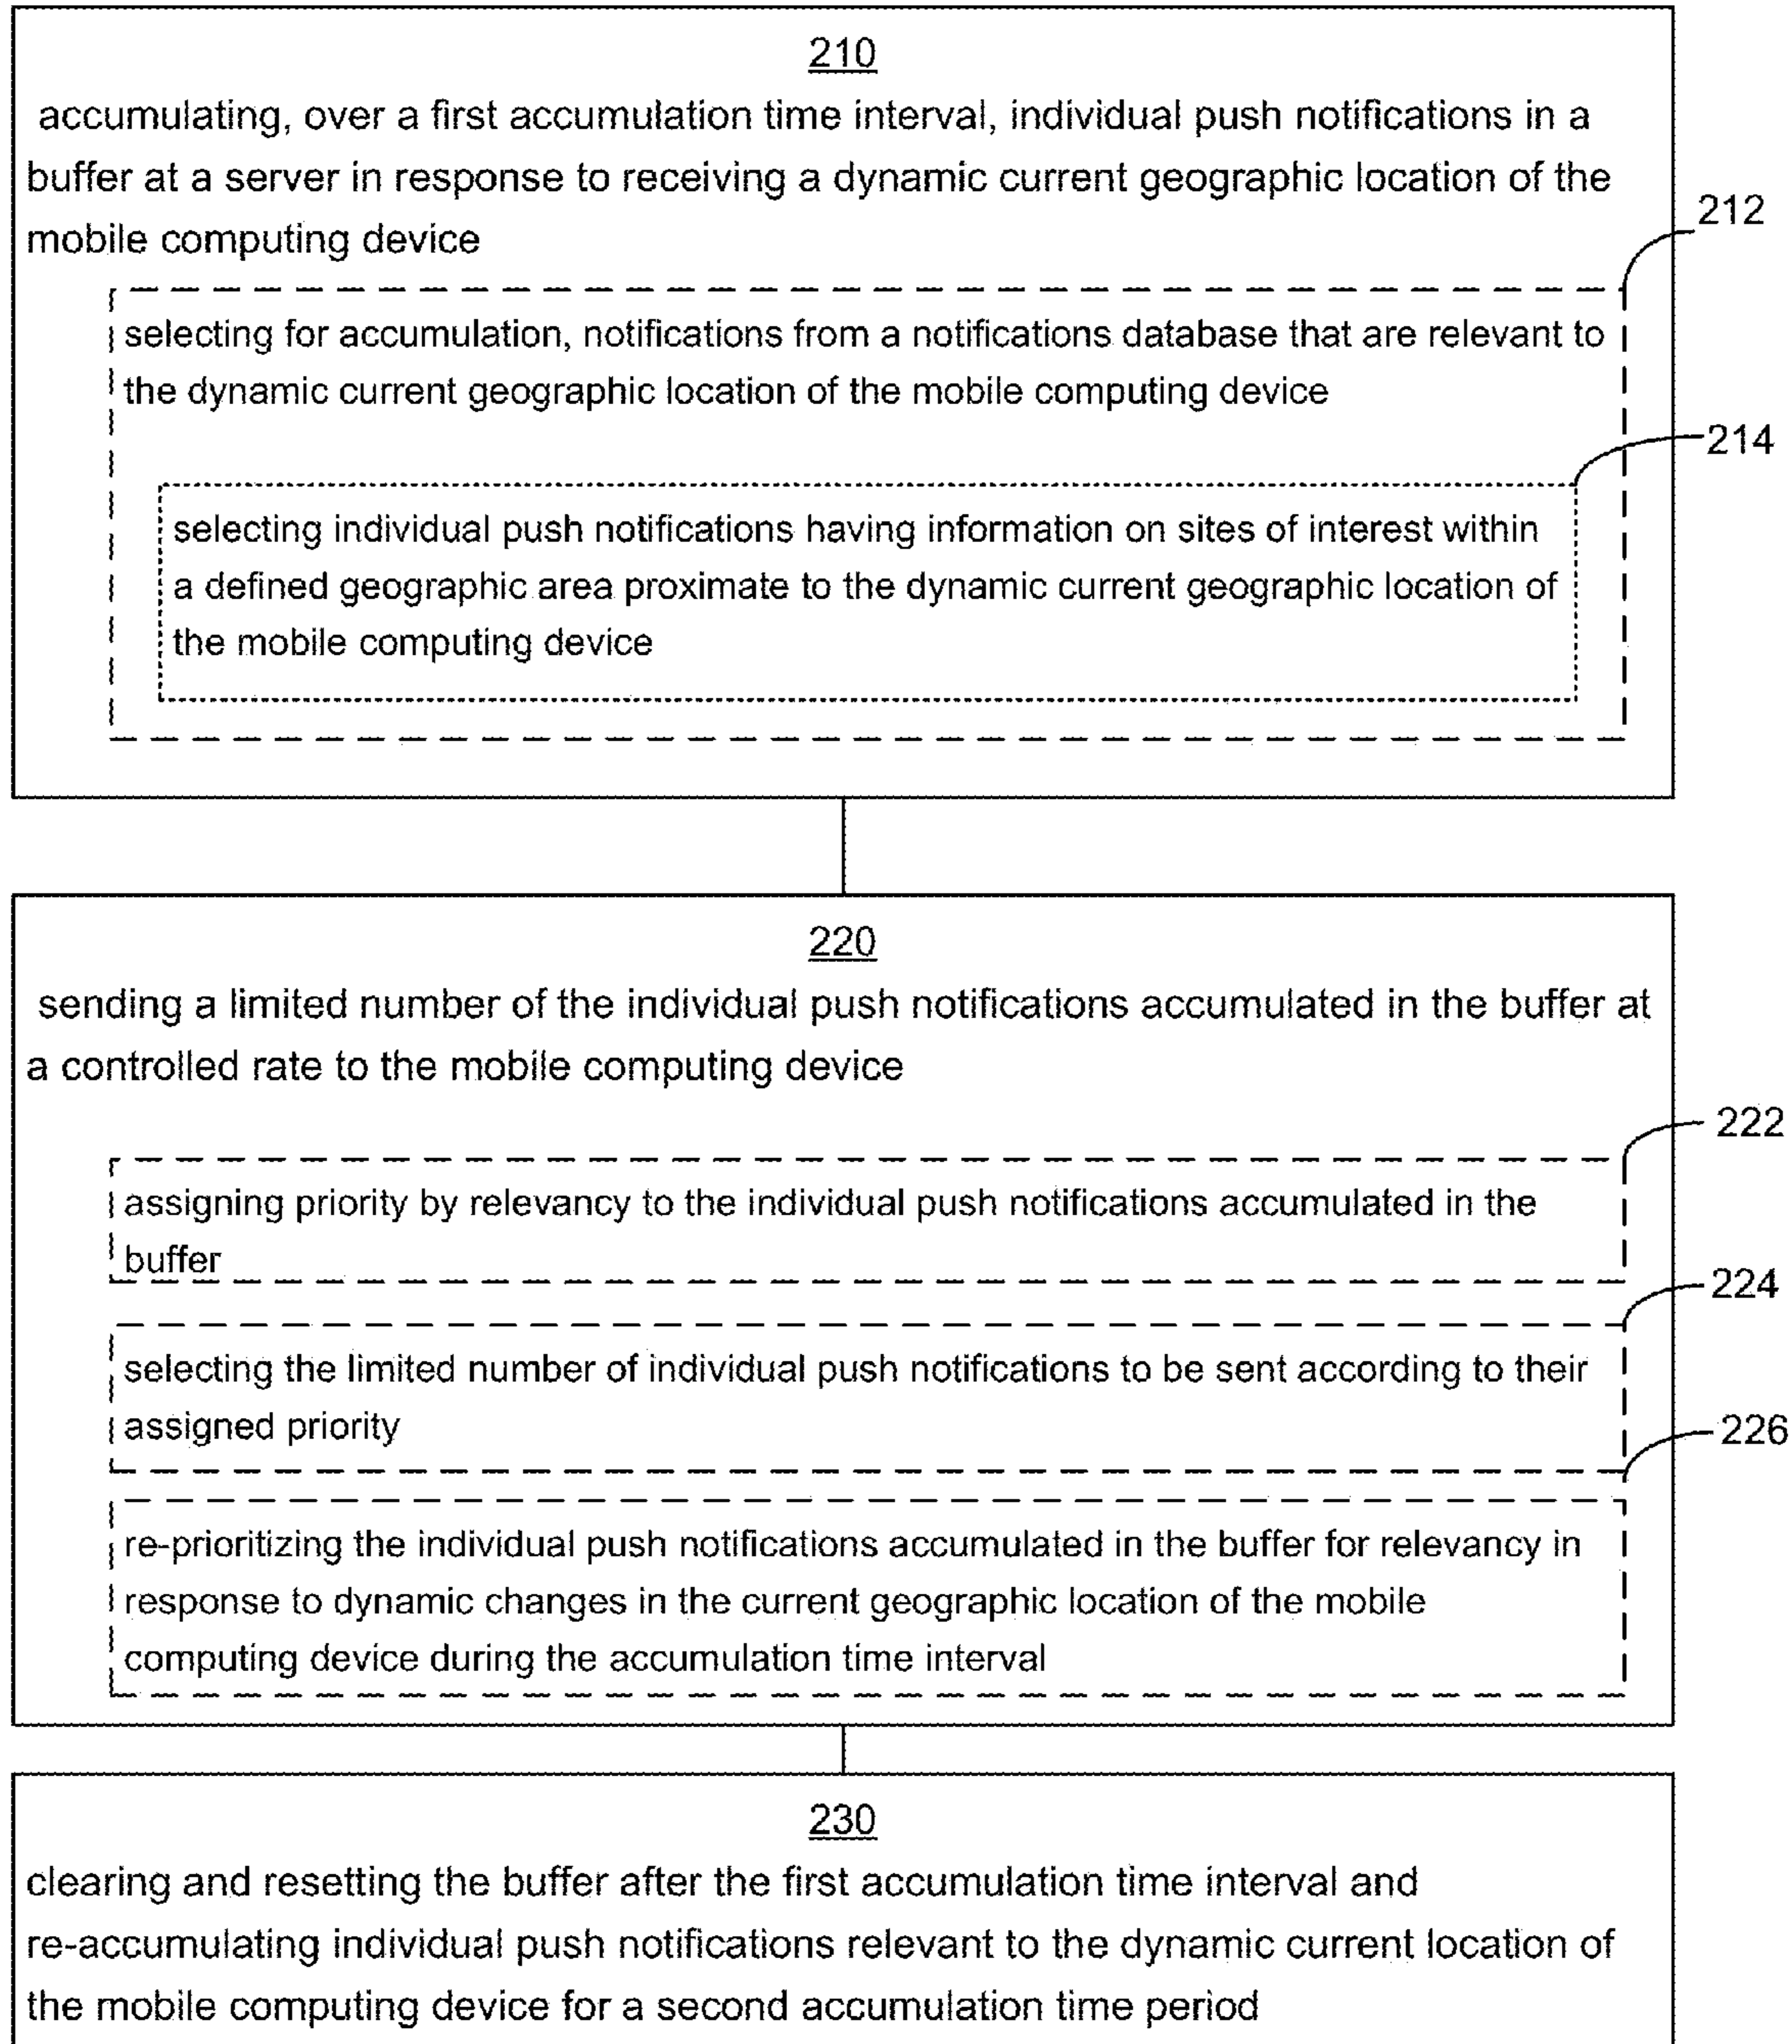 210
accumulating, over a first accumulation time interval, individual push notifications in a
buffer at a server in response to receiving a dynamic current geographic location of the
mobile computing device
212
selecting for accumulation, notifications from a notifications database that are relevant to
the dynamic current geographic location of the mobile computing device
214
selecting individual push notifications having information on sites of interest within
a defined geographic area proximate to the dynamic current geographic location of
the mobile computing device
220
sending a limited number of the individual push notifications accumulated in the buffer at
a controlled rate to the mobile computing device
222
assigning priority by relevancy to the individual push notifications accumulated in the
buffer
224
selecting the limited number of individual push notifications to be sent according to their
assigned priority
226
re-prioritizing the individual push notifications accumulated in the buffer for relevancy in
response to dynamic changes in the current geographic location of the mobile
computing device during the accumulation time interval
230
clearing and resetting the buffer after the first accumulation time interval and
re-accumulating individual push notifications relevant to the dynamic current location of
the mobile computing device for a second accumulation time period